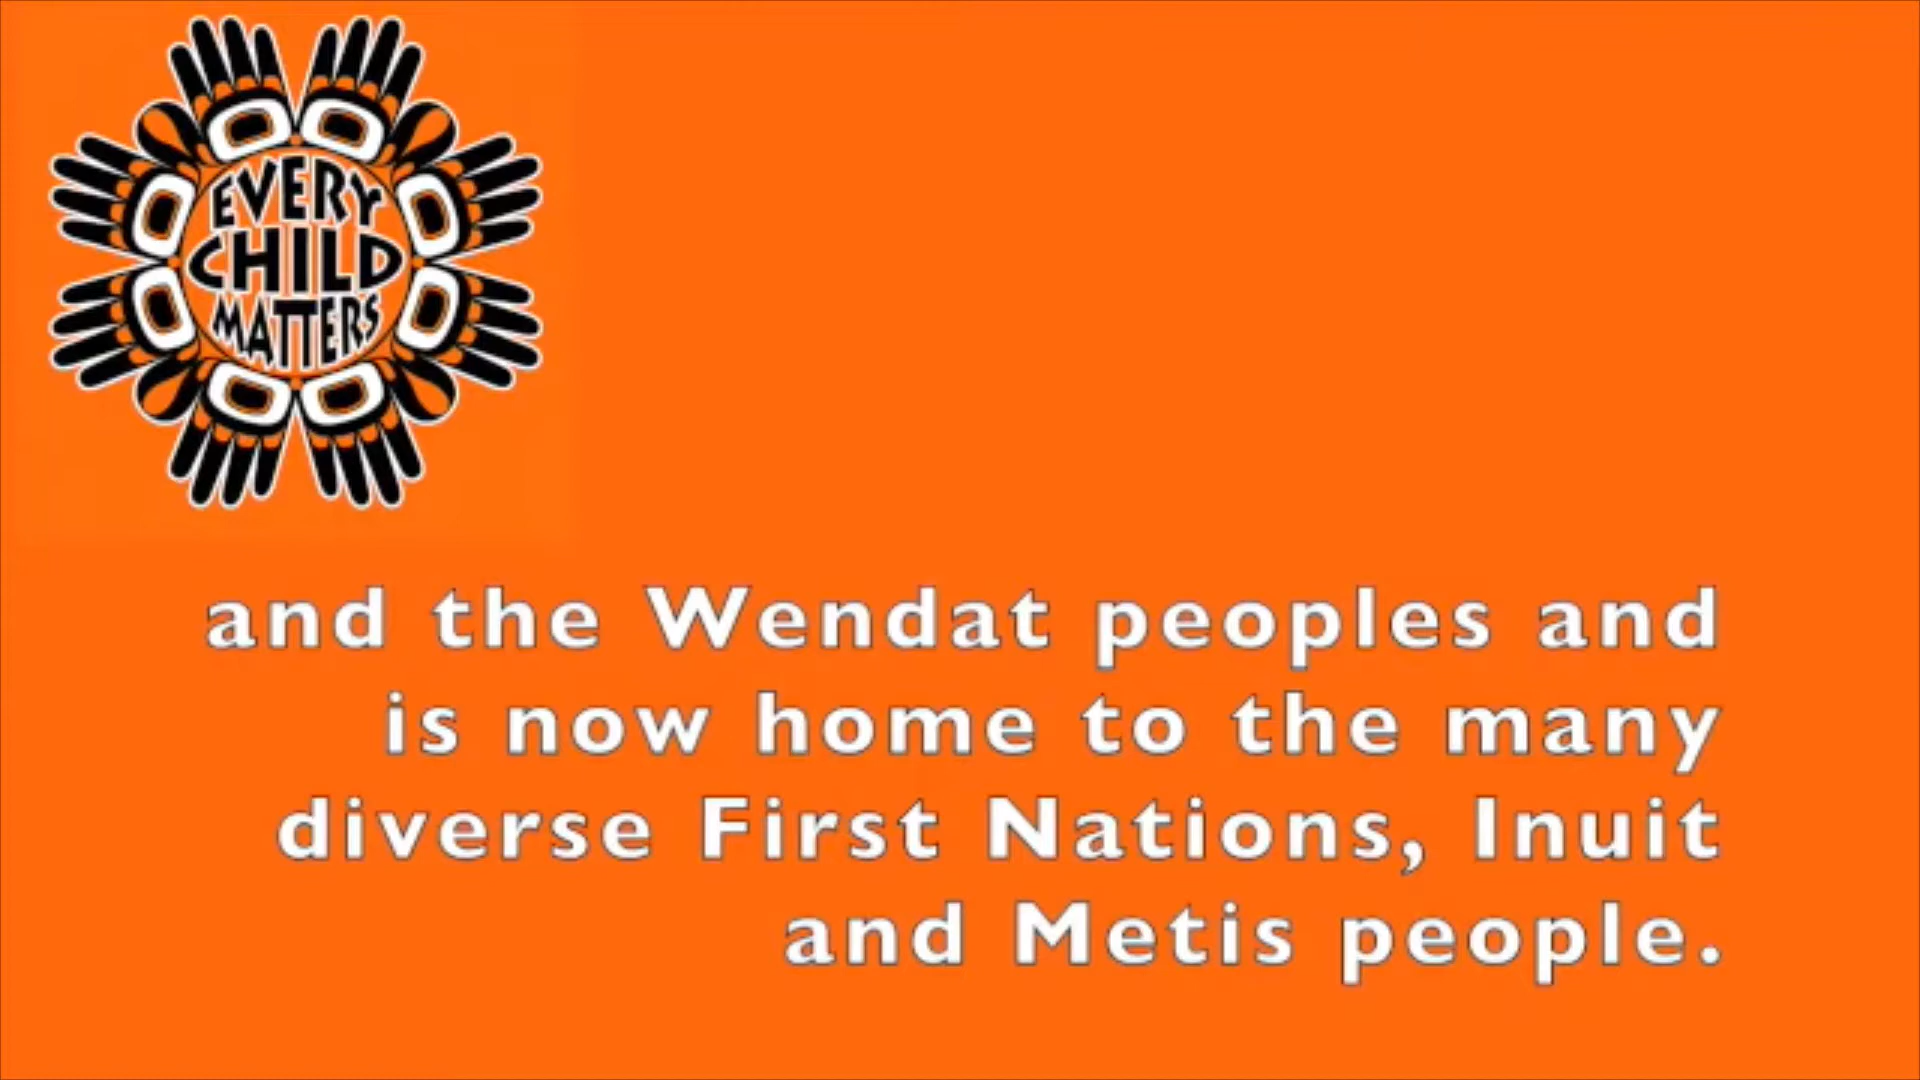 EVERY
CHILD
MATTERS
and the Wendat peoples and
is now home to the many
diverse First Nations, Inuit
and Metis people.